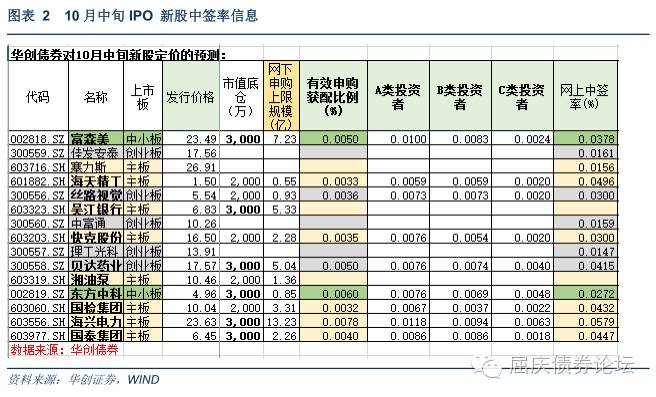 图表 2 10月中旬 IPO 新股中签率信息
华创债券对10月中旬新股定价的预测:
代码 名称 上市板 发行价格 市值底仓（万） 网下申购上限规模（亿） 有效申购获配比例(%) A类投资者 B类投资者 C类投资者 网上中签率(%)
002818.SZ 富森美 中小板 23.49 3,000 7.23 0.0050 0.0100 0.0083 0.0024 0.0378
300559.SZ 佳发安泰 创业板 17.56 0.0161
603716.SH 塞力斯 主板 26.91 0.0156
601882.SH 海天精工 主板 1.50 2,000 0.55 0.0033 0.0059 0.0059 0.0020 0.0496
300556.SZ 丝路视觉 创业板 5.54 2,000 0.93 0.0036 0.0073 0.0073 0.0020 0.0300
603323.SH 吴江银行 主板 6.83 3,000 5.33
300560.SZ 中富通 创业板 10.26 0.0159
603203.SH 快克股份 主板 16.50 2,000 2.28 0.0035 0.0076 0.0054 0.0020 0.0300
300557.SZ 理工光科 创业板 13.91 0.0147
300558.SZ 贝达药业 创业板 17.57 3,000 5.04 0.0050 0.0076 0.0074 0.0040 0.0415
603319.SH 湘油泵 主板 10.46 2,000 1.36
002819.SZ 东方中科 中小板 4.96 3,000 0.85 0.0060 0.0076 0.0069 0.0048 0.0272
603060.SH 国检集团 主板 10.04 2,000 3.31 0.0032 0.0067 0.0037 0.0022 0.0432
603556.SH 海兴电力 主板 23.63 3,000 13.23 0.0078 0.0118 0.0094 0.0063 0.0579
603977.SH 国泰集团 主板 6.45 3,000 2.26 0.0040 0.0086 0.0086 0.0018 0.0447
数据来源：华创债券
屈庆债券论坛
资料来源：华创证券，WIND